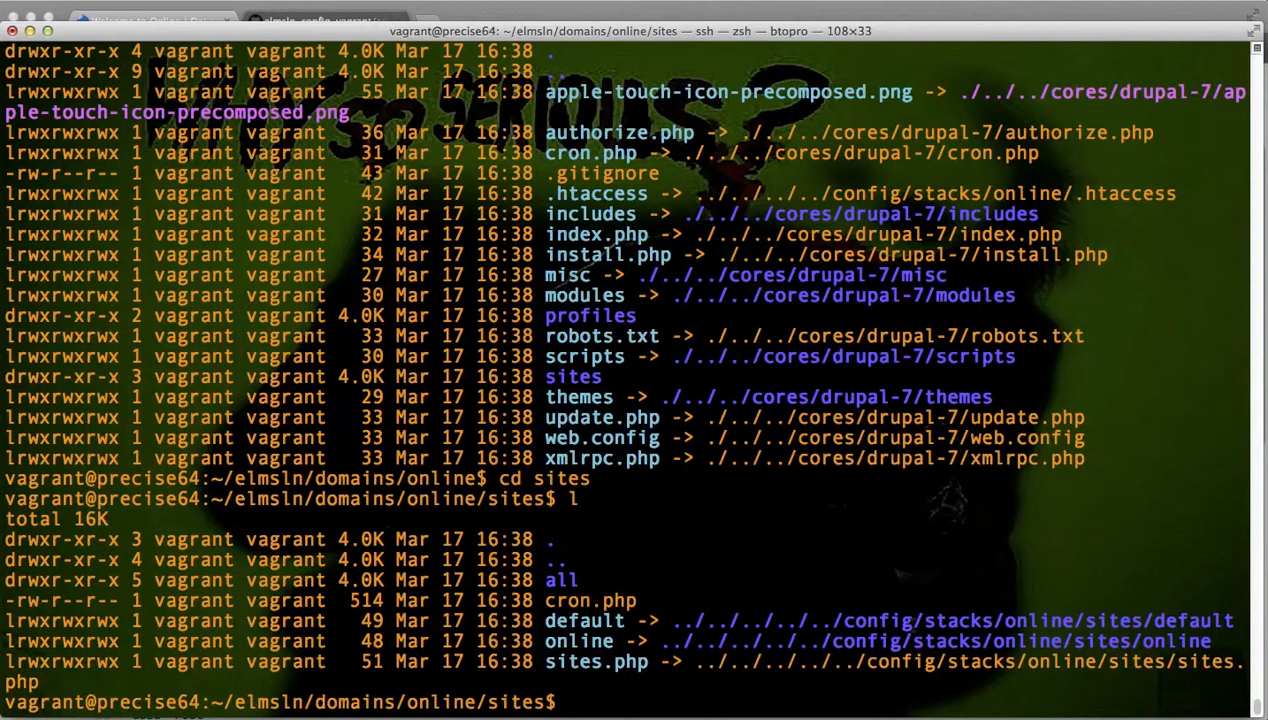 Welcome to Online | Onl
elmsln_config_vagrant/
vagrant@precise64: ~/elmsln/domains/online/sites — ssh — zsh — btopro — 108×33
drwxr-xr-x 4 vagrant vagrant 4.0K Mar 17 16:38 .
drwxr-xr-x 9 vagrant vagrant 4.0K Mar 17 16:38 ..
lrwxrwxrwx 1 vagrant vagrant   55 Mar 17 16:38 apple-touch-icon-precomposed.png -> ./../../cores/drupal-7/ap
ple-touch-icon-precomposed.png
lrwxrwxrwx 1 vagrant vagrant   36 Mar 17 16:38 authorize.php -> ./../../cores/drupal-7/authorize.php
lrwxrwxrwx 1 vagrant vagrant   31 Mar 17 16:38 cron.php -> ./../../cores/drupal-7/cron.php
-rw-r--r-- 1 vagrant vagrant   43 Mar 17 16:38 .gitignore
lrwxrwxrwx 1 vagrant vagrant   42 Mar 17 16:38 .htaccess -> ../../../config/stacks/online/.htaccess
lrwxrwxrwx 1 vagrant vagrant   31 Mar 17 16:38 includes -> ./../../cores/drupal-7/includes
lrwxrwxrwx 1 vagrant vagrant   32 Mar 17 16:38 index.php -> ./../../cores/drupal-7/index.php
lrwxrwxrwx 1 vagrant vagrant   34 Mar 17 16:38 install.php -> ./../../cores/drupal-7/install.php
lrwxrwxrwx 1 vagrant vagrant   27 Mar 17 16:38 misc -> ./../../cores/drupal-7/misc
lrwxrwxrwx 1 vagrant vagrant   30 Mar 17 16:38 modules -> ./../../cores/drupal-7/modules
drwxr-xr-x 2 vagrant vagrant 4.0K Mar 17 16:38 profiles
lrwxrwxrwx 1 vagrant vagrant   33 Mar 17 16:38 robots.txt -> ./../../cores/drupal-7/robots.txt
lrwxrwxrwx 1 vagrant vagrant   30 Mar 17 16:38 scripts -> ./../../cores/drupal-7/scripts
drwxr-xr-x 3 vagrant vagrant 4.0K Mar 17 16:38 sites
lrwxrwxrwx 1 vagrant vagrant   29 Mar 17 16:38 themes -> ./../../cores/drupal-7/themes
lrwxrwxrwx 1 vagrant vagrant   33 Mar 17 16:38 update.php -> ./../../cores/drupal-7/update.php
lrwxrwxrwx 1 vagrant vagrant   33 Mar 17 16:38 web.config -> ./../../cores/drupal-7/web.config
lrwxrwxrwx 1 vagrant vagrant   33 Mar 17 16:38 xmlrpc.php -> ./../../cores/drupal-7/xmlrpc.php
vagrant@precise64:~/elmsln/domains/online$ cd sites
vagrant@precise64:~/elmsln/domains/online/sites$ l
total 16K
drwxr-xr-x 3 vagrant vagrant 4.0K Mar 17 16:38 .
drwxr-xr-x 4 vagrant vagrant 4.0K Mar 17 16:38 ..
drwxr-xr-x 5 vagrant vagrant 4.0K Mar 17 16:38 all
-rw-r--r-- 1 vagrant vagrant  514 Mar 17 16:38 cron.php
lrwxrwxrwx 1 vagrant vagrant   49 Mar 17 16:38 default -> ../../../../config/stacks/online/sites/default
lrwxrwxrwx 1 vagrant vagrant   48 Mar 17 16:38 online -> ../../../../config/stacks/online/sites/online
lrwxrwxrwx 1 vagrant vagrant   51 Mar 17 16:38 sites.php -> ../../../../config/stacks/online/sites/sites.
php
vagrant@precise64:~/elmsln/domains/online/sites$
Why so serious?